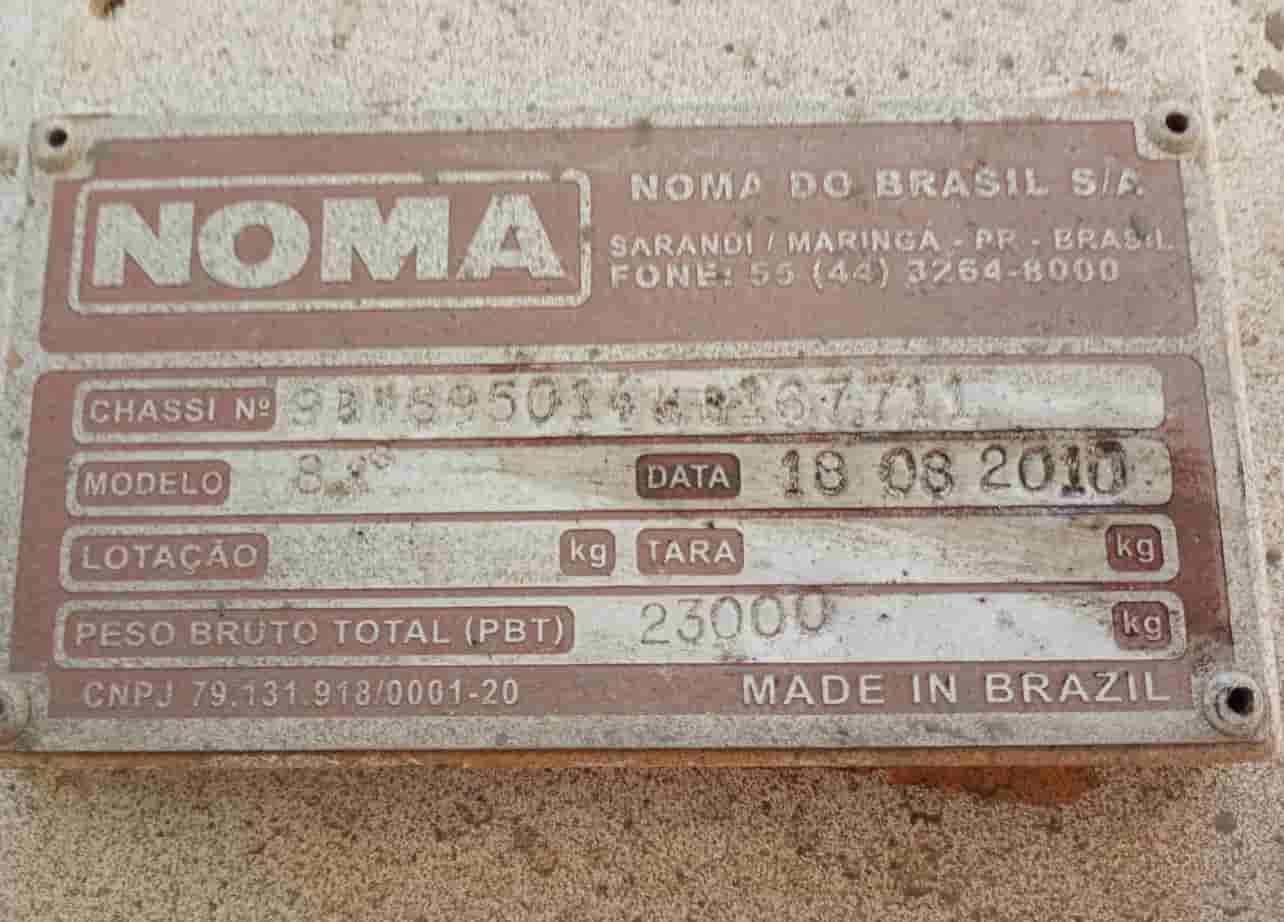 NOMA
NOMA DO BRASIL S/A
SARANDI / MARINGÁ - PR - BRASIL
FONE: 55 (44) 3264-8000
CHASSI Nº
MODELO DATA 18 08 2010
LOTAÇÃO kg TARA kg
PESO BRUTO TOTAL (PBT) 23000 kg
CNPJ 79.131.918/0001-20 MADE IN BRAZIL